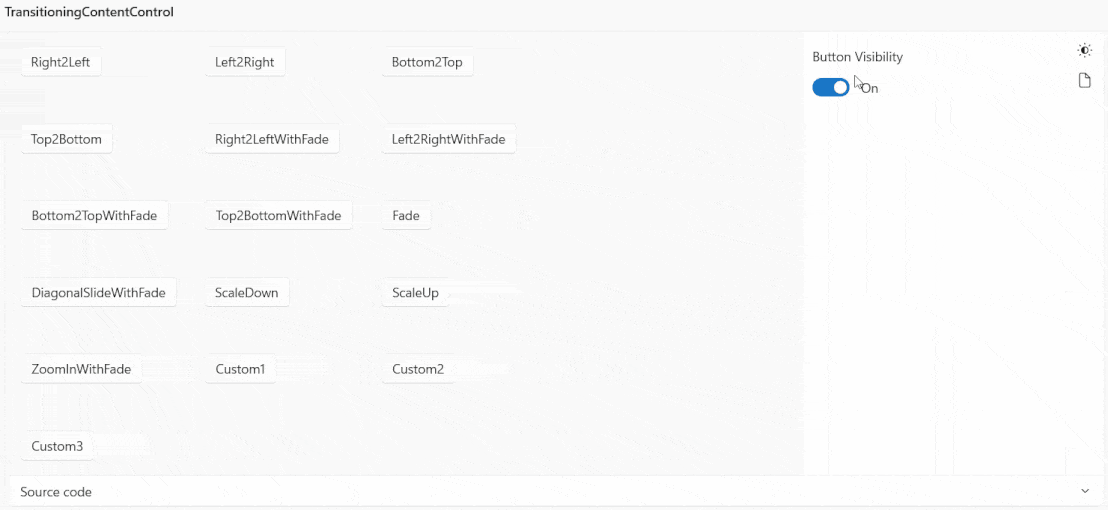 TransitioningContentControl
Right2Left Left2Right Bottom2Top
Button Visibility
On
Top2Bottom Right2LeftWithFade Left2RightWithFade
Bottom2TopWithFade Top2BottomWithFade Fade
DiagonalSlideWithFade ScaleDown ScaleUp
ZoomInWithFade Custom1 Custom2
Custom3
Source code